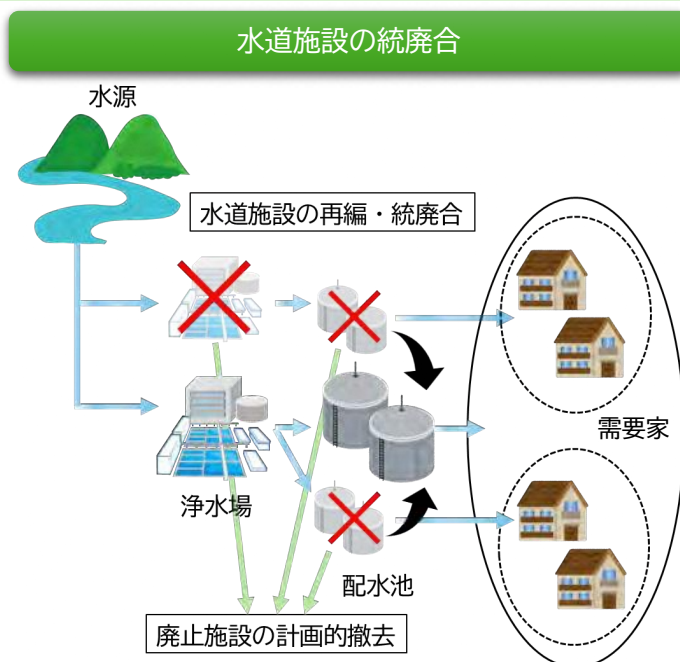 水道施設の統廃合
水源
水道施設の再編・統廃合
需要家
浄水場
配水池
廃止施設の計画的撤去